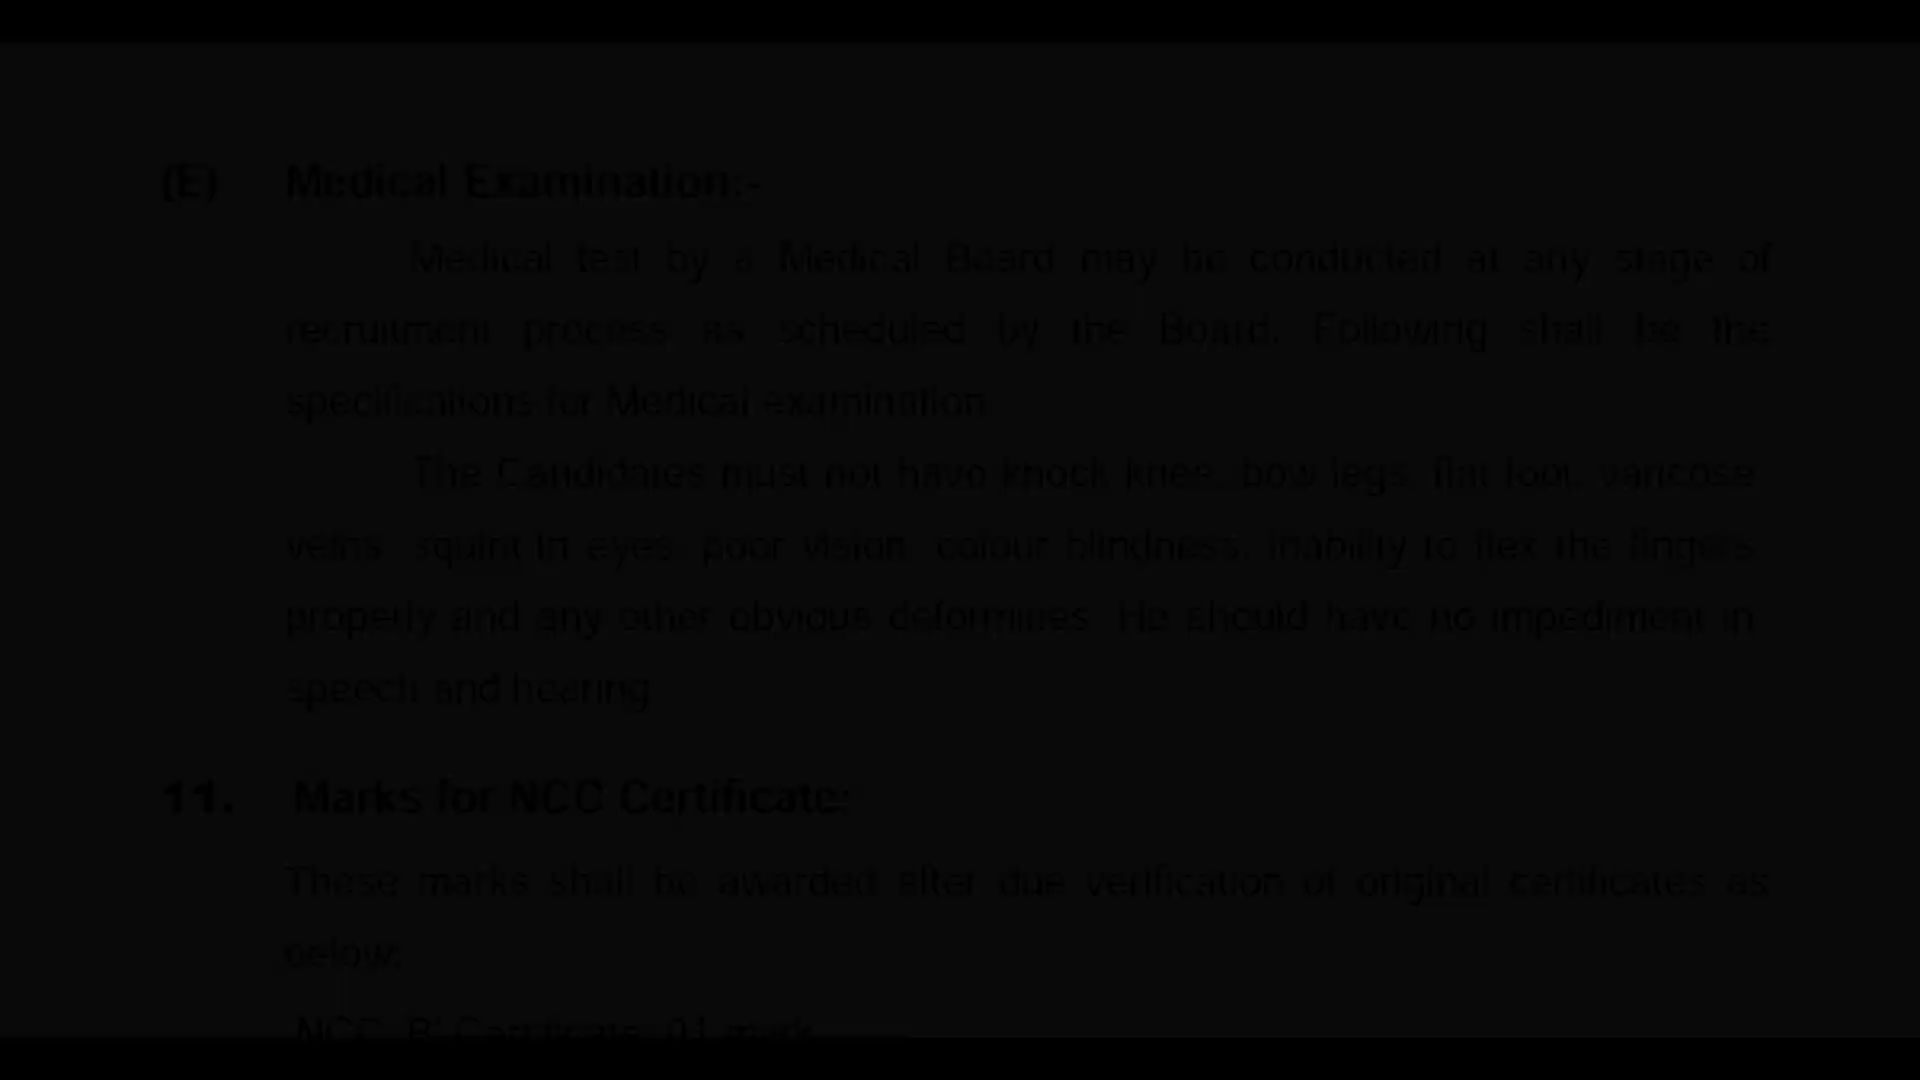 (E) Medical Examination:-
Medical test by a Medical Board may be conducted at any stage of
recruitment process as scheduled by the Board. Following shall be the
specifications for Medical examination
The Candidates must not have knock knee, bow legs, flat foot, varicose
veins, squint in eyes, poor vision, colour blindness, inability to flex the fingers
properly and any other obvious deformities. He should have no impediment in
speech and hearing
11. Marks for NCC Certificate:
These marks shall be awarded after due verification of original certificates as
below:
NCC 'B' Certificate 01 mark